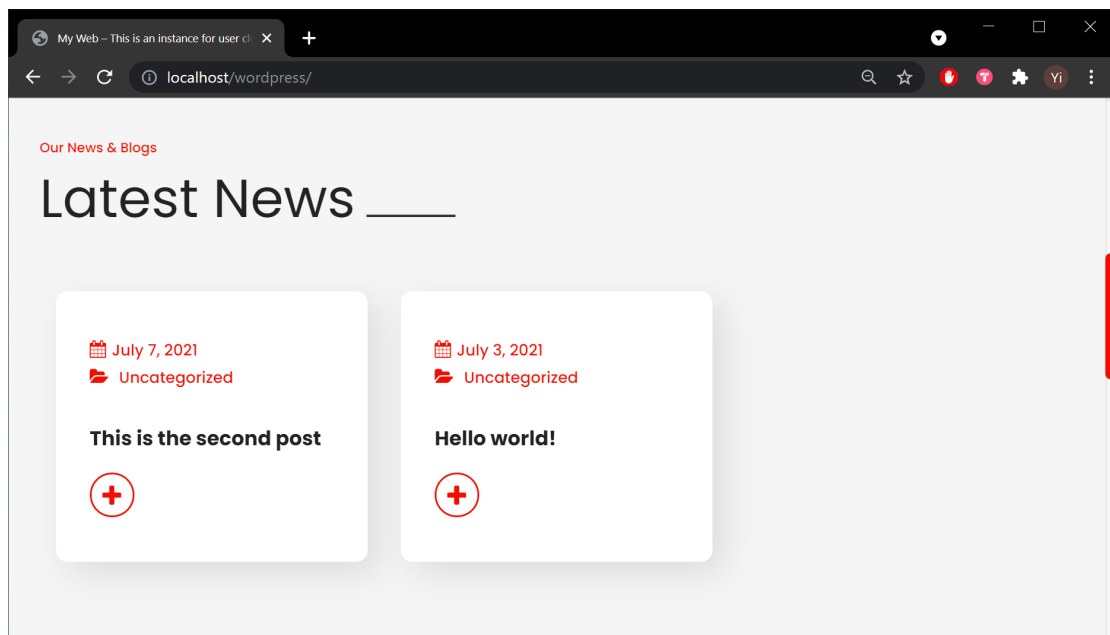 My Web – This is an instance for user cl
localhost/wordpress/
Yi
Our News & Blogs
Latest News
July 7, 2021
Uncategorized
This is the second post
July 3, 2021
Uncategorized
Hello world!